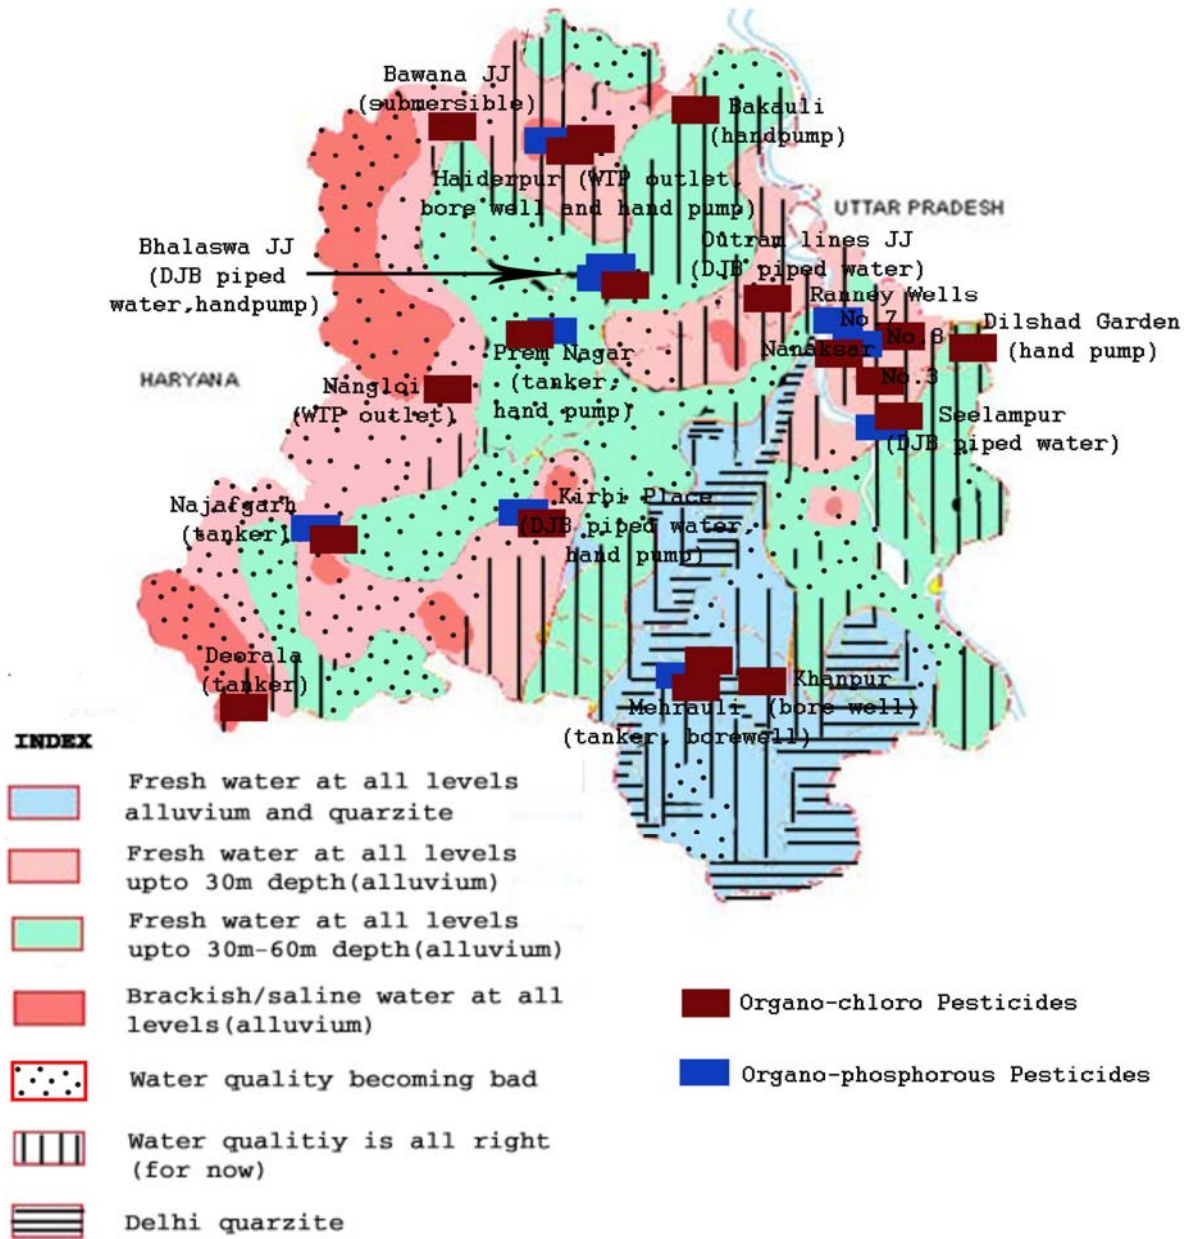 Bawana JJ
(submersible)
Bakauli
(handpump)
Haiderpur (WTP outlet,
bore well and hand pump)
UTTAR PRADESH
Bhalaswa JJ
(DJB piped
water,handpump)
Outram lines JJ
(DJB piped water)
Ranney Wells
No 7
No.8
Nanaksar
No.3
Dilshad Garden
(hand pump)
Prem Nagar
(tanker,
hand pump)
HARYANA
Nangloi
(WTP outlet)
Seelampur
(DJB piped water)
Najafgarh
(tanker)
Kirbi Place
(DJB piped water,
hand pump)
Deorala
(tanker)
Khanpur
(bore well)
Mehrauli
(tanker, borewell)
INDEX
Fresh water at all levels
alluvium and quarzite
Fresh water at all levels
upto 30m depth(alluvium)
Fresh water at all levels
upto 30m-60m depth(alluvium)
Brackish/saline water at all
levels(alluvium)
Water quality becoming bad
Water qualitiy is all right
(for now)
Delhi quarzite
Organo-chloro Pesticides
Organo-phosphorous Pesticides